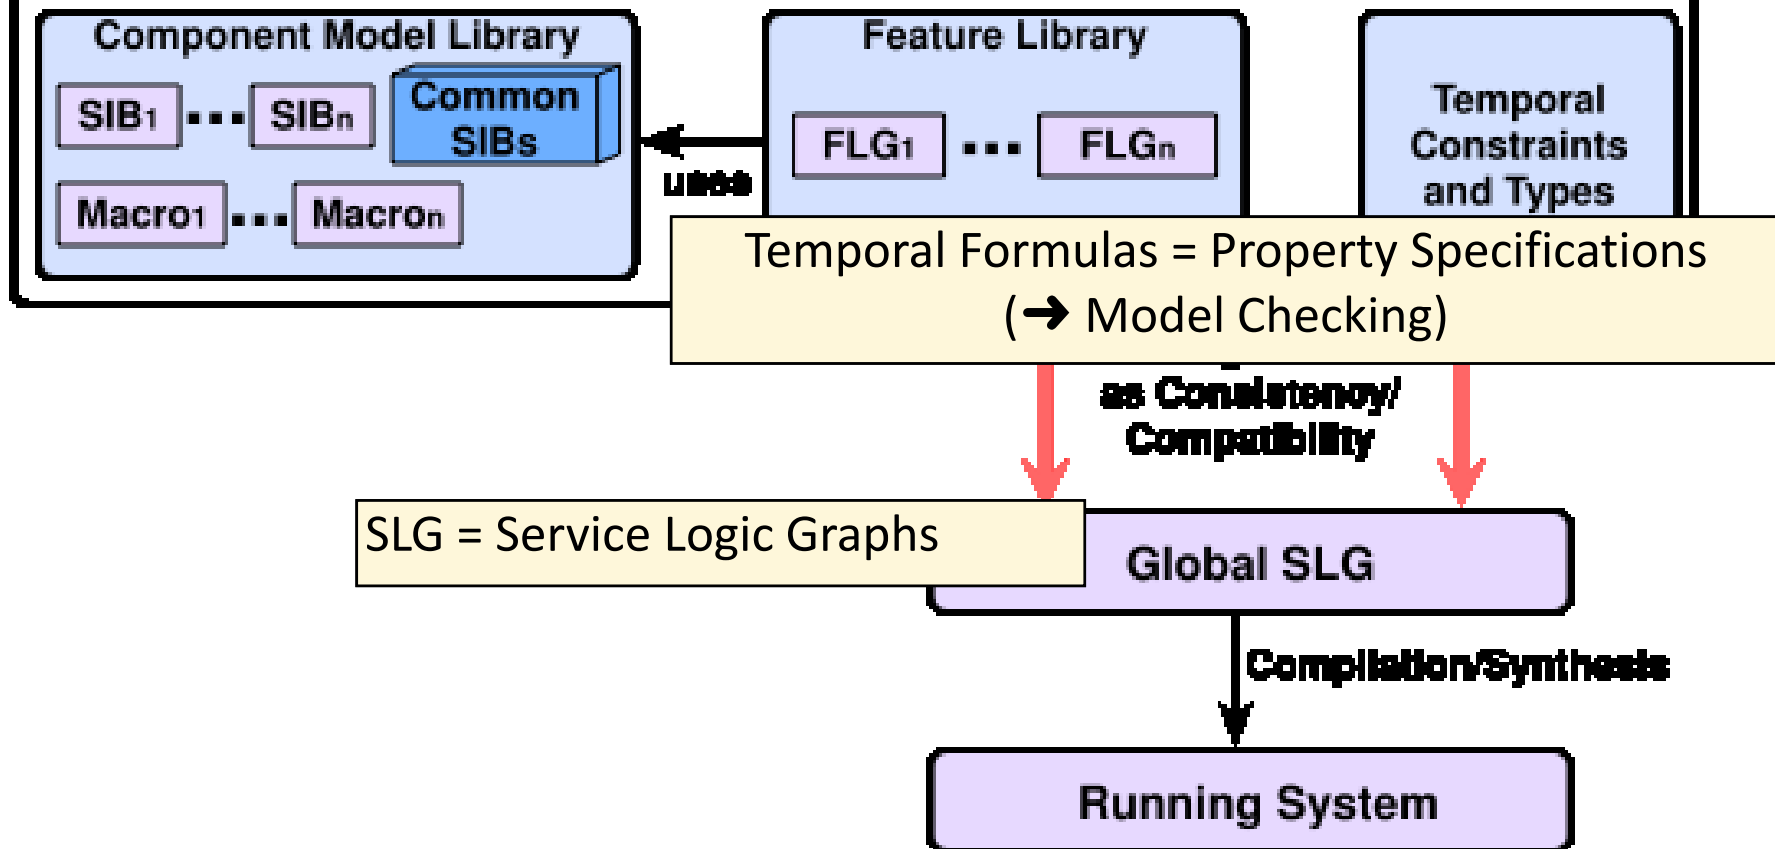 Component Model Library
SIB1 ... SIBn
Common
SIBs
Macro1 ... Macron
uses
Feature Library
FLG1 ... FLGn
Temporal
Constraints
and Types
Temporal Formulas = Property Specifications
(➔ Model Checking)
as Consistency/
Compatibility
SLG = Service Logic Graphs
Global SLG
Compilation/Synthesis
Running System